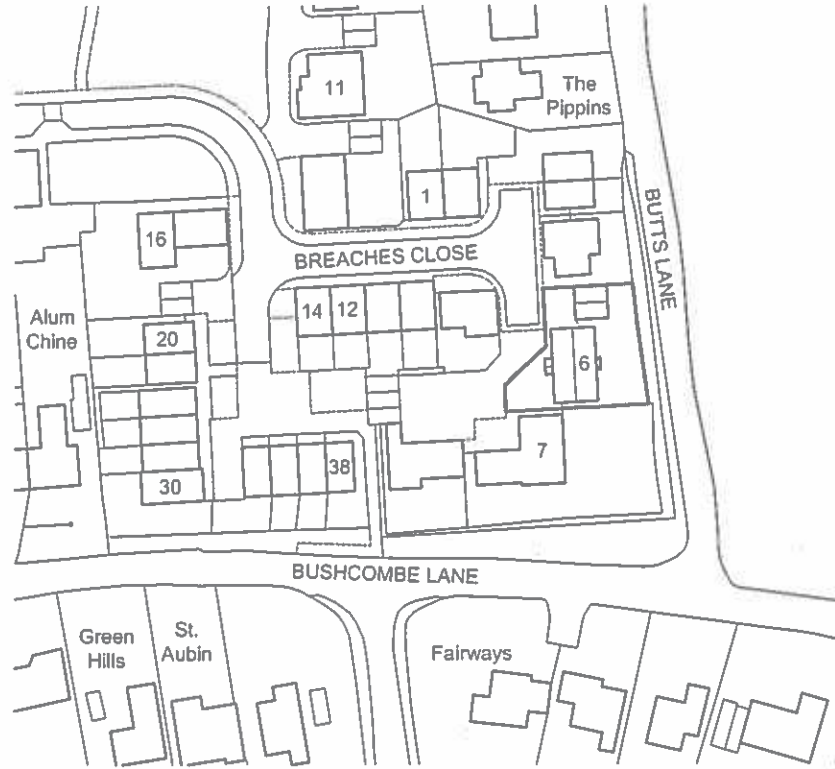 11
The
Pippins
1
BUTTS LANE
16
BREACHES CLOSE
Alum
Chine
14
12
20
6
7
38
30
BUSHCOMBE LANE
Green
Hills
St.
Aubin
Fairways